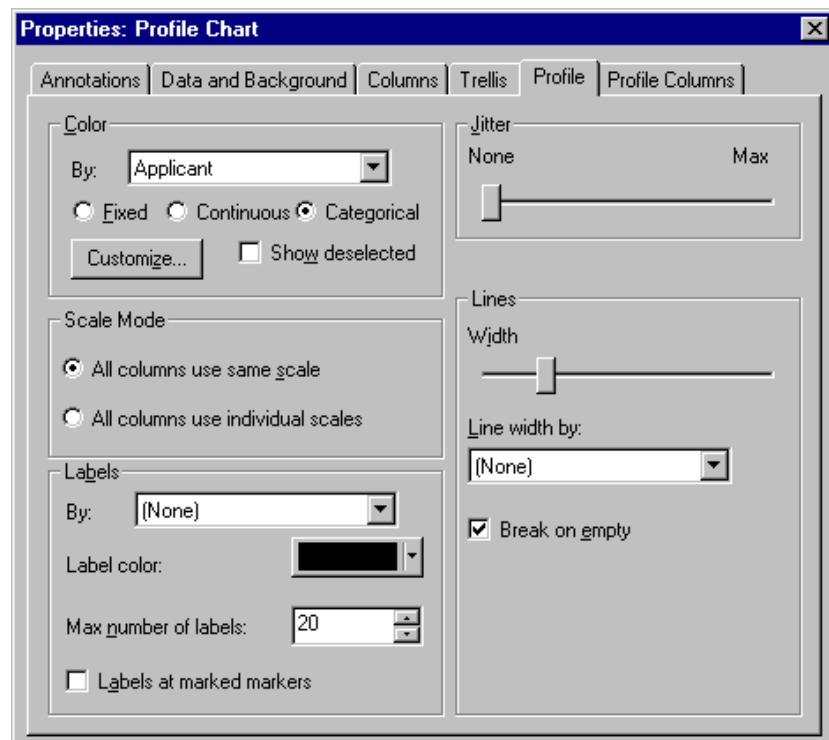 Properties: Profile Chart
Annotations Data and Background Columns Trellis Profile Profile Columns
Color
By: Applicant
Fixed Continuous Categorical
Customize... Show deselected
Scale Mode
All columns use same scale
All columns use individual scales
Labels
By: (None)
Label color:
Max number of labels: 20
Labels at marked markers
Jitter
None Max
Lines
Width
Line width by:
(None)
Break on empty